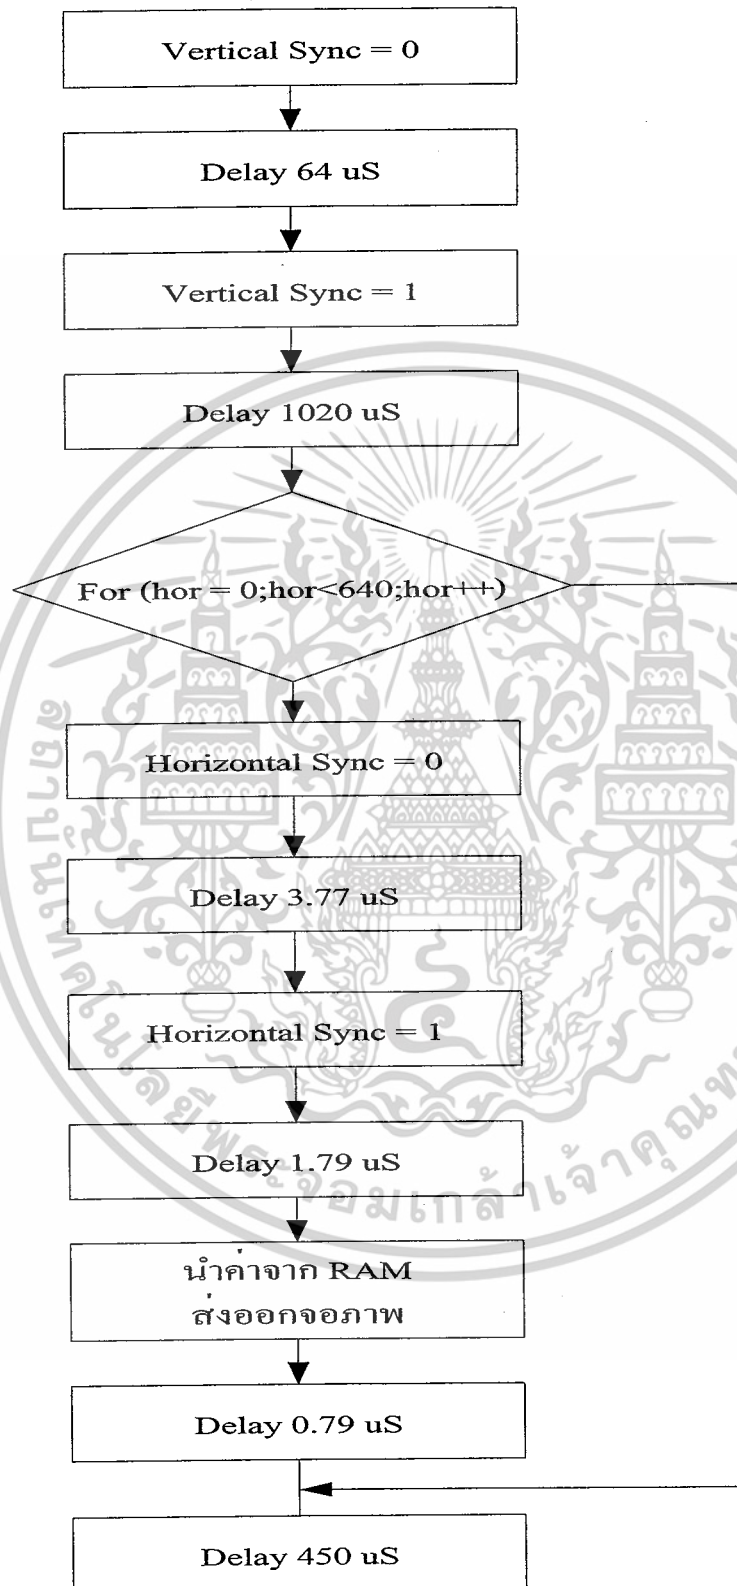 Vertical Sync = 0
Delay 64 uS
Vertical Sync = 1
Delay 1020 uS
For (hor = 0;hor<640;hor++)
Horizontal Sync = 0
Delay 3.77 uS
Horizontal Sync = 1
Delay 1.79 uS
นำค่าจาก RAM
ส่งออกจอภาพ
Delay 0.79 uS
Delay 450 uS